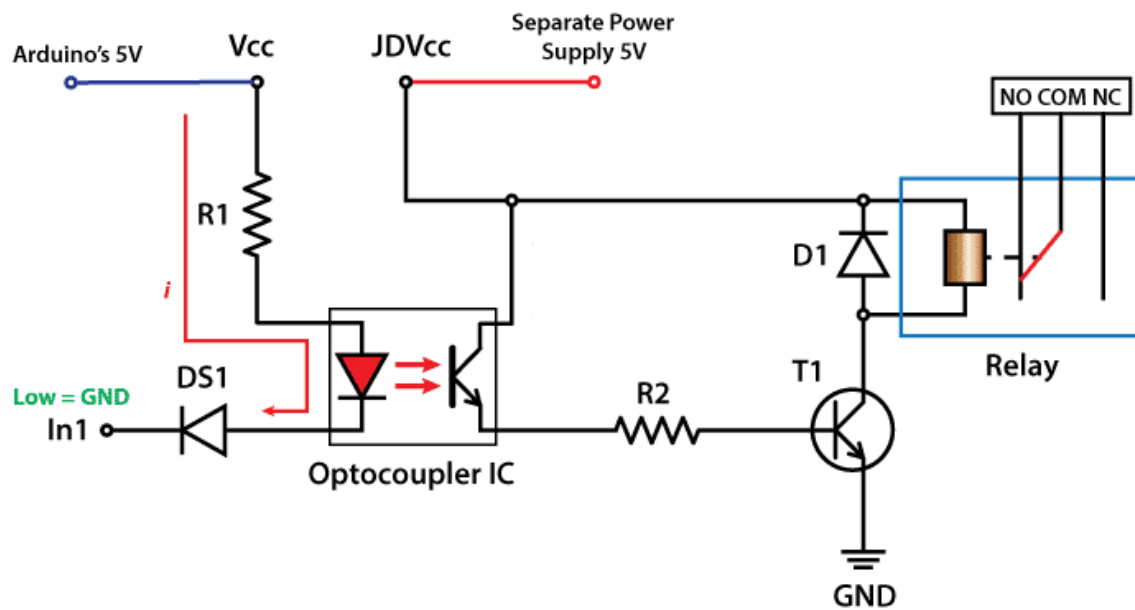 Arduino's 5V
Vcc
JDVcc
Separate Power
Supply 5V
NO COM NC
R1
D1
i
Relay
DS1
T1
Low = GND
R2
In1
Optocoupler IC
GND